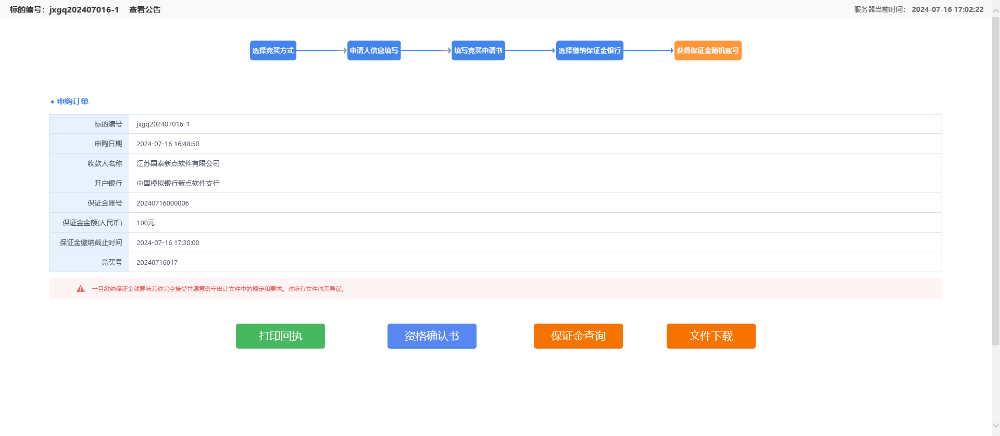 标的编号：jxgq202407016-1 查看公告 服务器当前时间： 2024-07-16 17:02:22
选择竞买方式 申请人信息填写 填写竞买申请书 选择缴纳保证金银行 获得保证金随机账号
申购订单
标的编号 jxgq202407016-1
申购日期 2024-07-16 16:48:50
收款人名称 江苏国泰新点软件有限公司
开户银行 中国模拟银行新点软件支行
保证金账号 20240716000006
保证金金额(人民币) 100元
保证金缴纳截止时间 2024-07-16 17:30:00
竞买号 20240716017
一旦缴纳保证金就意味着你完全接受并愿意遵守出让文件中的规定和要求。对所有文件均无异议。
打印回执 资格确认书 保证金查询 文件下载